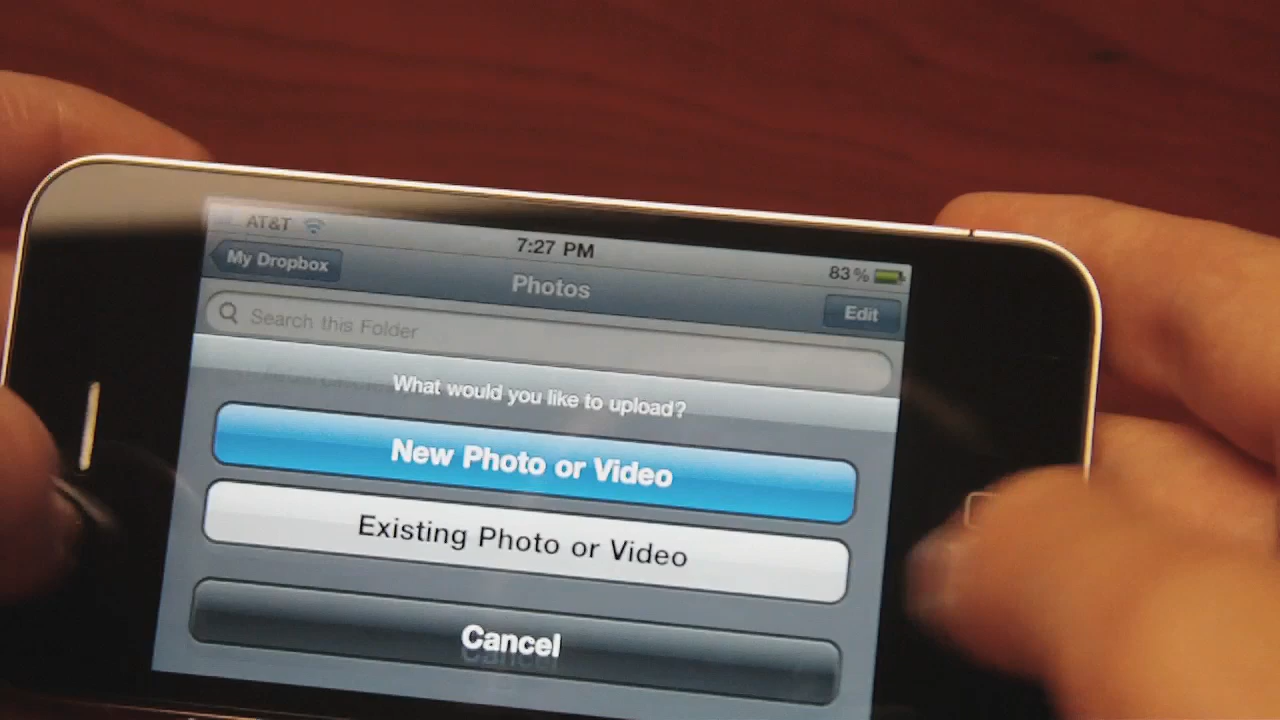 AT&T
7:27 PM
83%
My Dropbox
Photos
Edit
Search this Folder
What would you like to upload?
New Photo or Video
Existing Photo or Video
Cancel